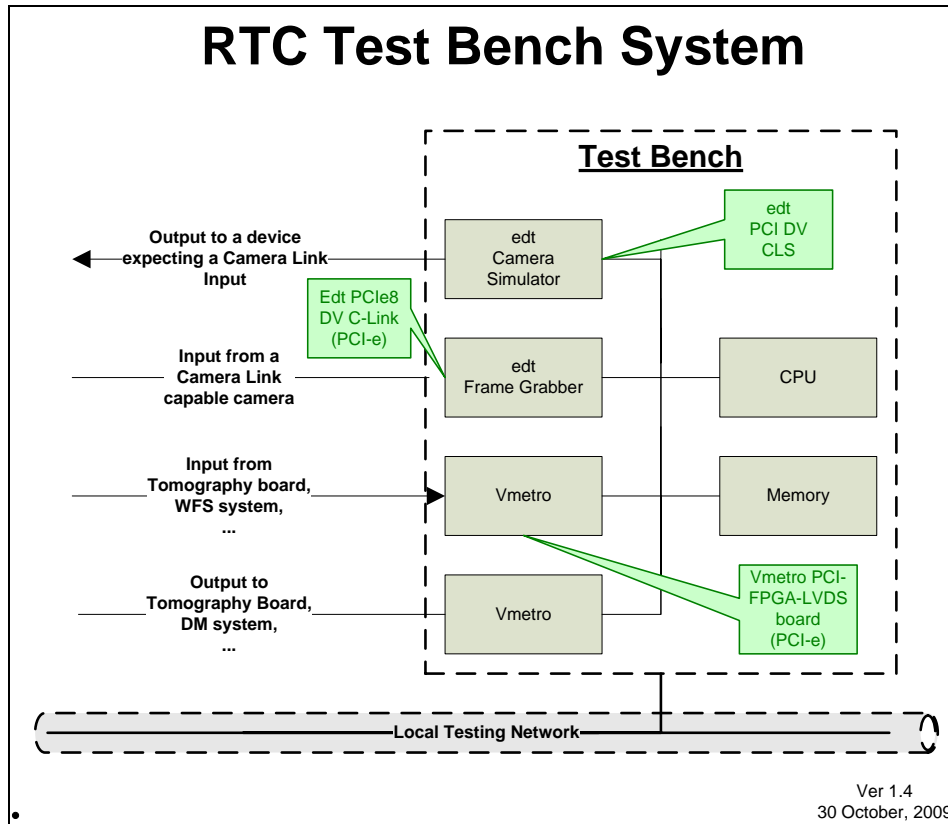 RTC Test Bench System
Test Bench
edt
PCI DV
CLS
Output to a device
expecting a Camera Link
Input
edt
Camera
Simulator
Edt PCIe8
DV C-Link
(PCI-e)
Input from a
Camera Link
capable camera
edt
Frame Grabber
CPU
Input from
Tomography board,
WFS system,
...
Vmetro
Memory
Output to
Tomography Board,
DM system,
...
Vmetro
Vmetro PCI-
FPGA-LVDS
board
(PCI-e)
Local Testing Network
Ver 1.4
30 October, 2009